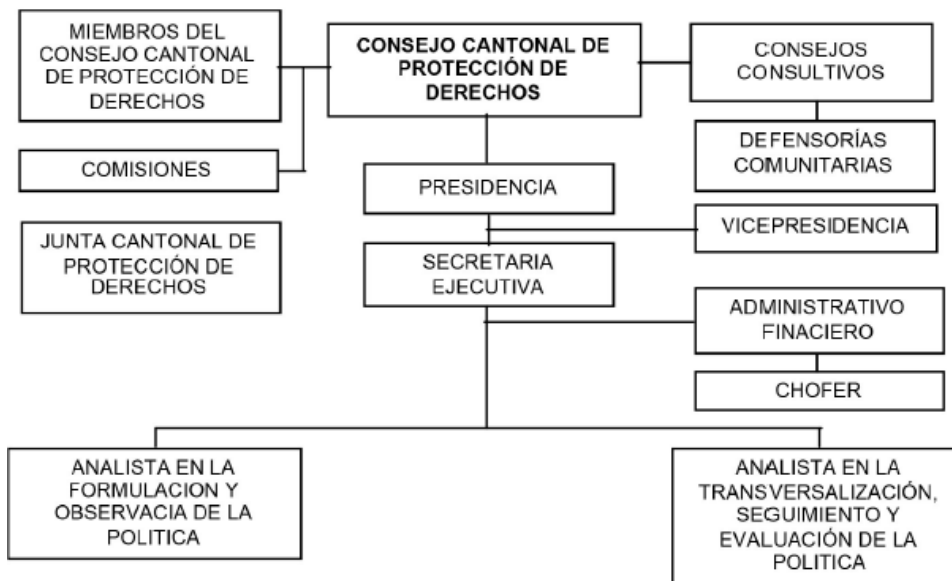 MIEMBROS DEL
CONSEJO CANTONAL
DE PROTECCIÓN DE
DERECHOS
CONSEJO CANTONAL DE
PROTECCIÓN DE
DERECHOS
CONSEJOS
CONSULTIVOS
COMISIONES
DEFENSORÍAS
COMUNITARIAS
PRESIDENCIA
VICEPRESIDENCIA
JUNTA CANTONAL DE
PROTECCIÓN DE
DERECHOS
SECRETARIA
EJECUTIVA
ADMINISTRATIVO
FINACIERO
CHOFER
ANALISTA EN LA
FORMULACION Y
OBSERVACIA DE LA
POLITICA
ANALISTA EN LA
TRANSVERSALIZACIÓN,
SEGUIMIENTO Y
EVALUACIÓN DE LA
POLITICA